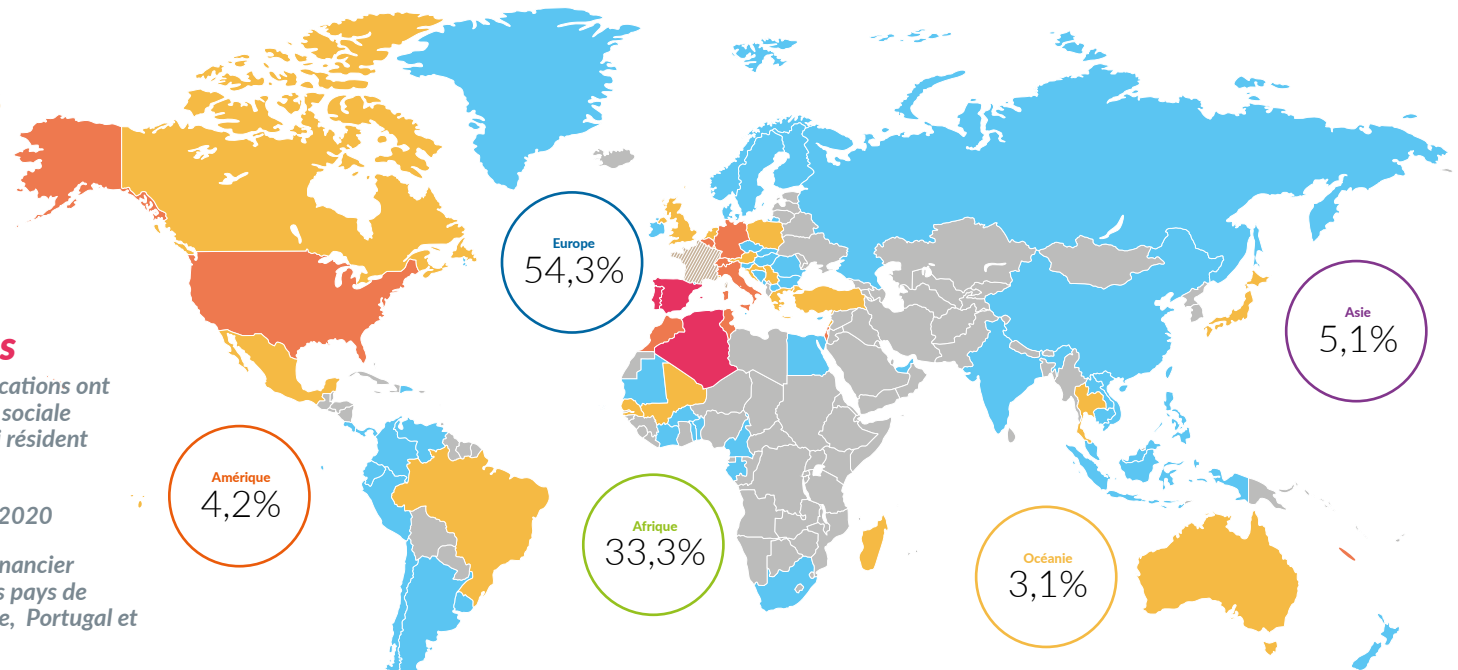 s
cations ont
sociale
résident
2020
nancier
s pays de
e, Portugal et
Europe
54,3%
Asie
5,1%
Amérique
4,2%
Afrique
33,3%
Océanie
3,1%